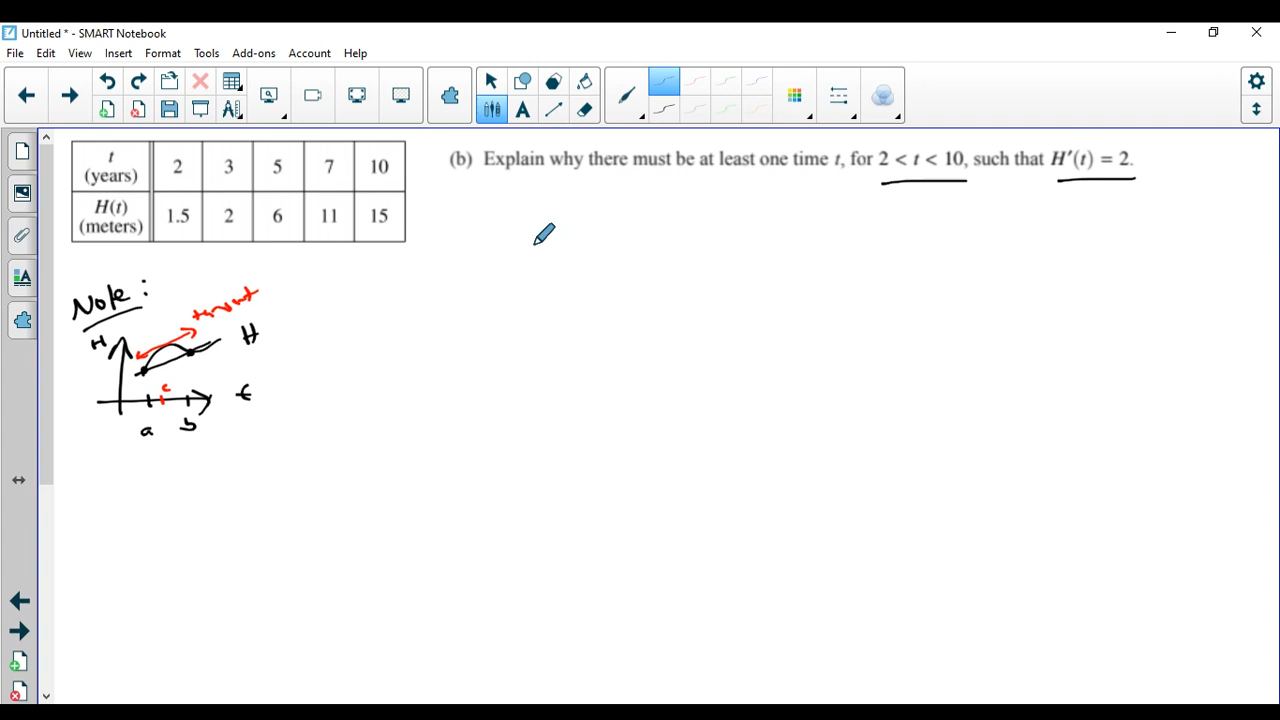 Untitled * - SMART Notebook
File Edit View Insert Format Tools Add-ons Account Help
t (years) 2 3 5 7 10
H(t) (meters) 1.5 2 6 11 15
(b) Explain why there must be at least one time t, for 2 < t < 10, such that H′(t) = 2.
Note:
tangent
H
H
c
t
a b